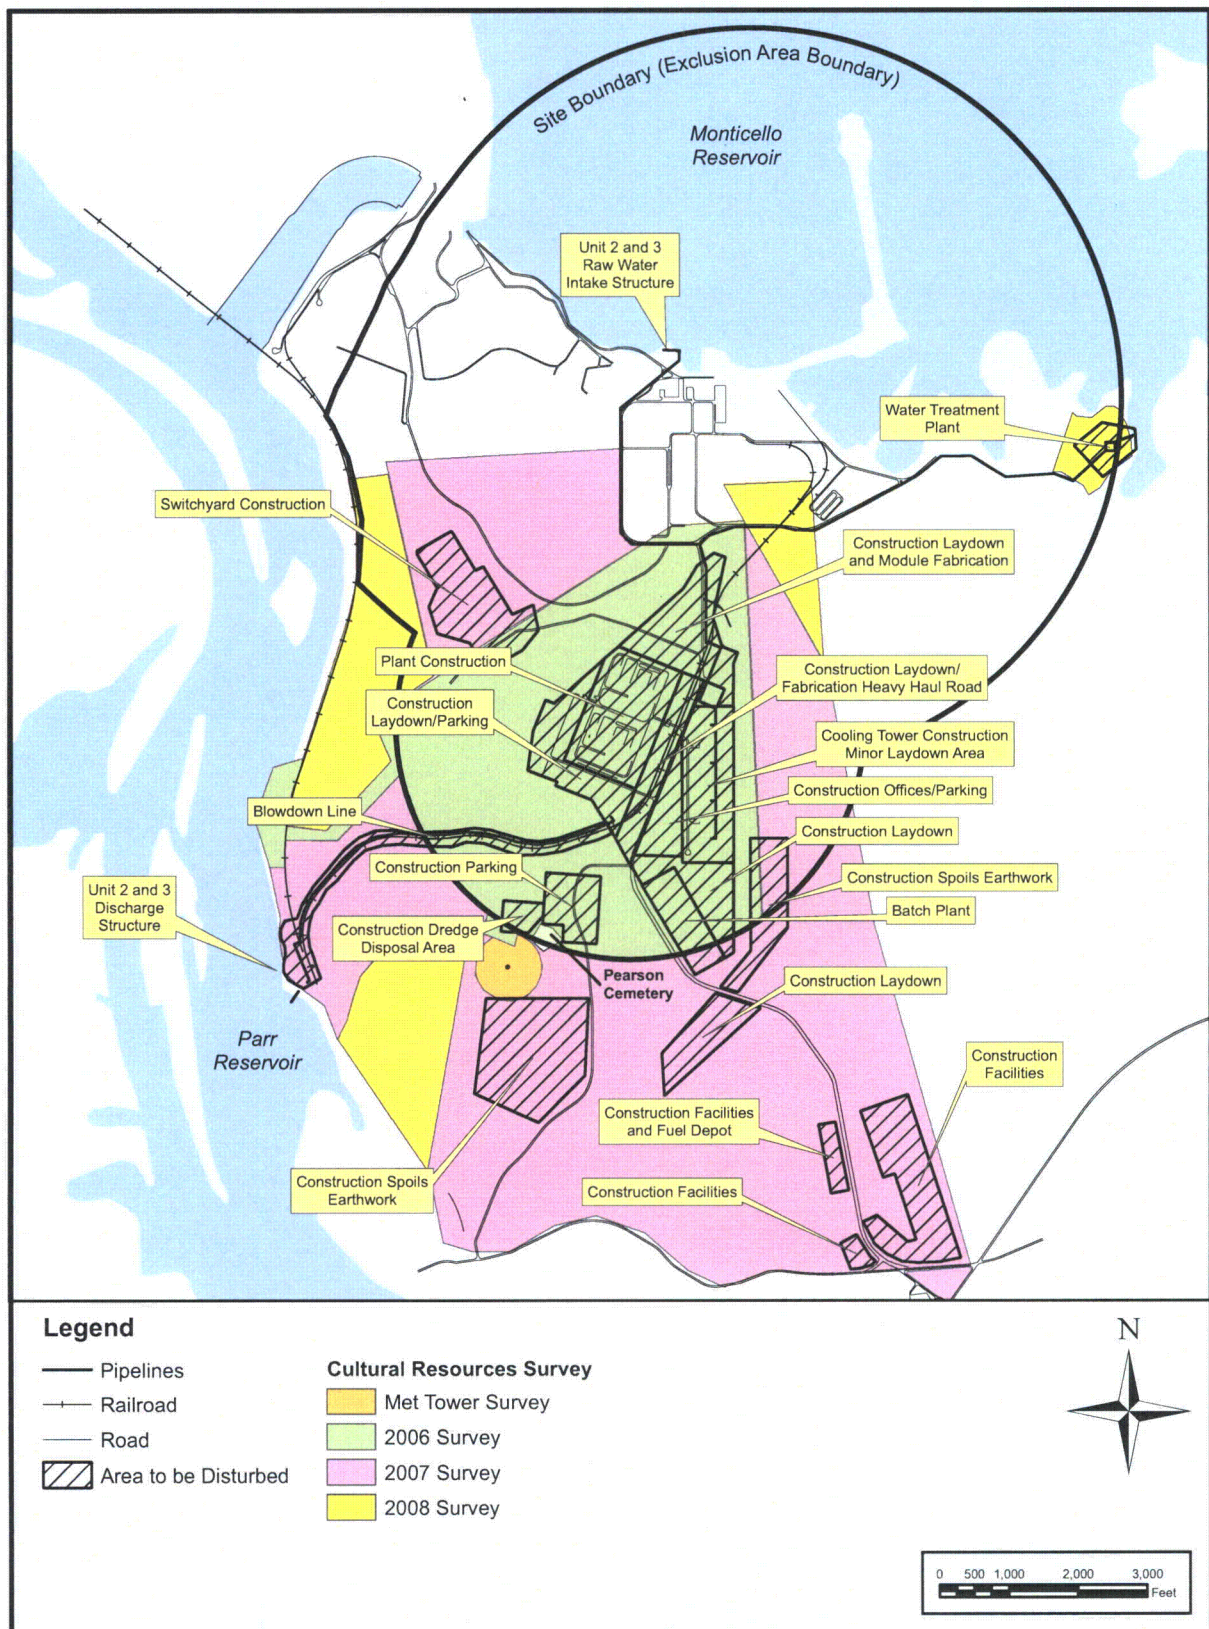 Site Boundary (Exclusion Area Boundary)
Monticello
Reservoir
Unit 2 and 3
Raw Water
Intake Structure
Water Treatment
Plant
Switchyard Construction
Construction Laydown
and Module Fabrication
Plant Construction
Construction Laydown/
Fabrication Heavy Haul Road
Construction
Laydown/Parking
Cooling Tower Construction
Minor Laydown Area
Construction Offices/Parking
Blowdown Line
Construction Laydown
Construction Parking
Construction Spoils Earthwork
Unit 2 and 3
Discharge
Structure
Batch Plant
Construction Dredge
Disposal Area
Pearson
Cemetery
Construction Laydown
Parr
Reservoir
Construction
Facilities
Construction Facilities
and Fuel Depot
Construction Spoils
Earthwork
Construction Facilities
Legend
Pipelines
Railroad
Road
Area to be Disturbed
Cultural Resources Survey
Met Tower Survey
2006 Survey
2007 Survey
2008 Survey
N
0 500 1,000 2,000 3,000
Feet